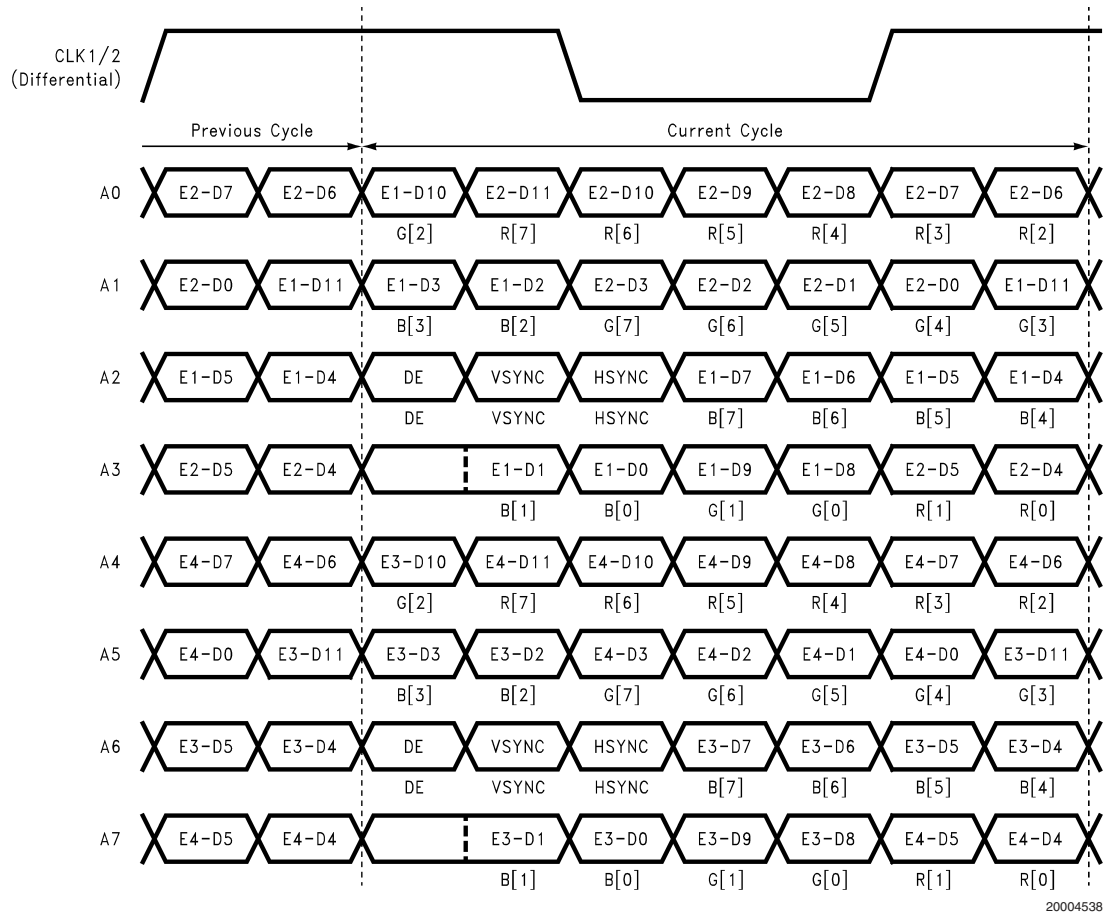 CLK1/2
(Differential)
Previous Cycle Current Cycle
A0 E2-D7 E2-D6 E1-D10 E2-D11 E2-D10 E2-D9 E2-D8 E2-D7 E2-D6
G[2] R[7] R[6] R[5] R[4] R[3] R[2]
A1 E2-D0 E1-D11 E1-D3 E1-D2 E2-D3 E2-D2 E2-D1 E2-D0 E1-D11
B[3] B[2] G[7] G[6] G[5] G[4] G[3]
A2 E1-D5 E1-D4 DE VSYNC HSYNC E1-D7 E1-D6 E1-D5 E1-D4
DE VSYNC HSYNC B[7] B[6] B[5] B[4]
A3 E2-D5 E2-D4 E1-D1 E1-D0 E1-D9 E1-D8 E2-D5 E2-D4
B[1] B[0] G[1] G[0] R[1] R[0]
A4 E4-D7 E4-D6 E3-D10 E4-D11 E4-D10 E4-D9 E4-D8 E4-D7 E4-D6
G[2] R[7] R[6] R[5] R[4] R[3] R[2]
A5 E4-D0 E3-D11 E3-D3 E3-D2 E4-D3 E4-D2 E4-D1 E4-D0 E3-D11
B[3] B[2] G[7] G[6] G[5] G[4] G[3]
A6 E3-D5 E3-D4 DE VSYNC HSYNC E3-D7 E3-D6 E3-D5 E3-D4
DE VSYNC HSYNC B[7] B[6] B[5] B[4]
A7 E4-D5 E4-D4 E3-D1 E3-D0 E3-D9 E3-D8 E4-D5 E4-D4
B[1] B[0] G[1] G[0] R[1] R[0]
20004538